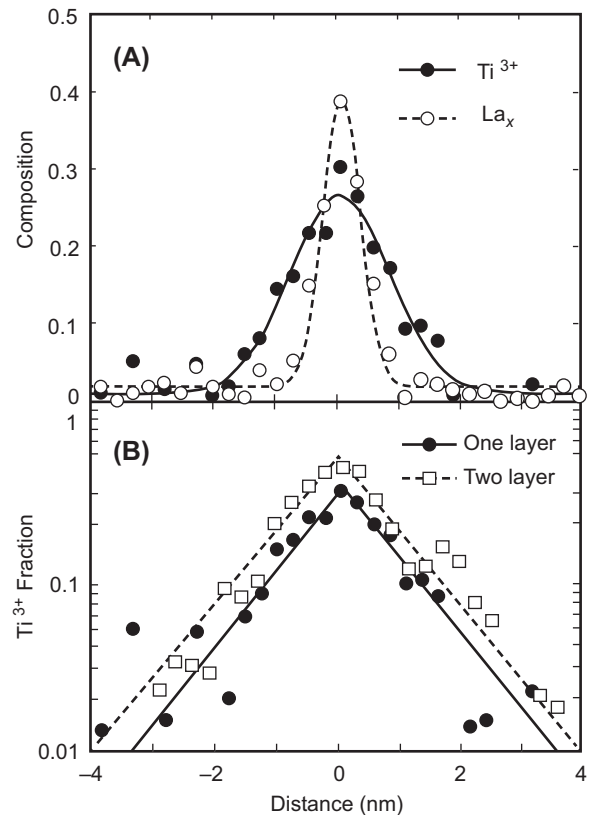 (A)
Ti 3+
Laₓ
Composition
0.5
0.4
0.3
0.2
0.1
0
(B)
One layer
Two layer
Ti 3+ Fraction
1
0.1
0.01
–4
–2
0
2
4
Distance (nm)